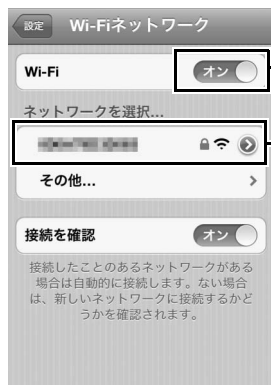 設定
Wi-Fiネットワーク
Wi-Fi
オン
ネットワークを選択...
その他...
接続を確認
オン
接続したことのあるネットワークがある
場合は自動的に接続します。ない場合
は、新しいネットワークに接続するかど
うかを確認されます。